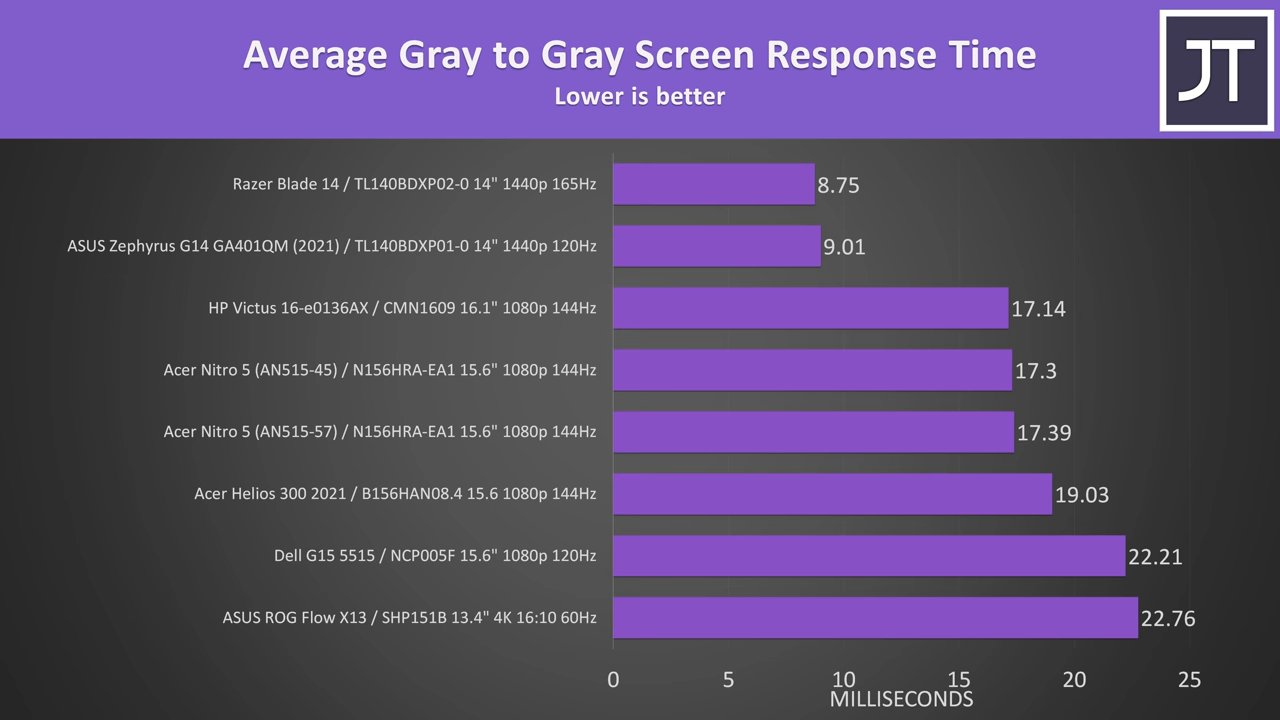 Average Gray to Gray Screen Response Time
Lower is better
JT
Razer Blade 14 / TL140BDXP02-0 14" 1440p 165Hz
8.75
ASUS Zephyrus G14 GA401QM (2021) / TL140BDXP01-0 14" 1440p 120Hz
9.01
HP Victus 16-e0136AX / CMN1609 16.1" 1080p 144Hz
17.14
Acer Nitro 5 (AN515-45) / N156HRA-EA1 15.6" 1080p 144Hz
17.3
Acer Nitro 5 (AN515-57) / N156HRA-EA1 15.6" 1080p 144Hz
17.39
Acer Helios 300 2021 / B156HAN08.4 15.6 1080p 144Hz
19.03
Dell G15 5515 / NCP005F 15.6" 1080p 120Hz
22.21
ASUS ROG Flow X13 / SHP151B 13.4" 4K 16:10 60Hz
22.76
0 5 10 15 20 25
MILLISECONDS